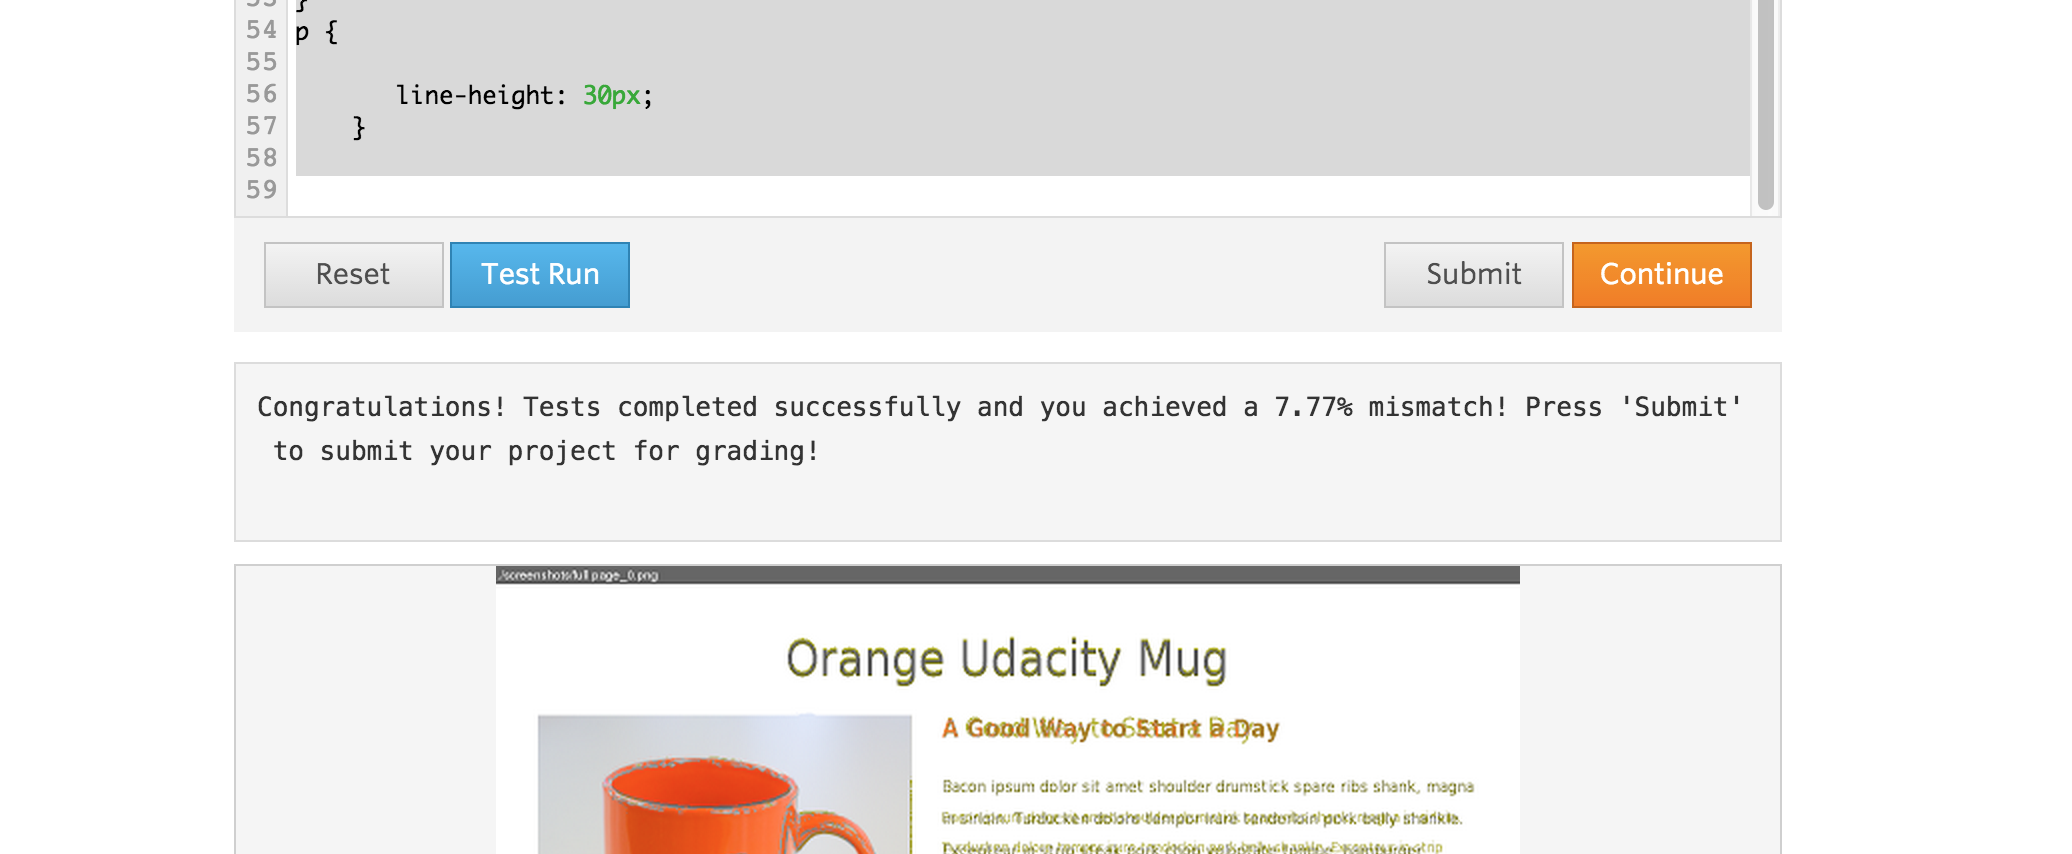 54 p {
55
56 line-height: 30px;
57 }
58
59
Reset Test Run Submit Continue
Congratulations! Tests completed successfully and you achieved a 7.77% mismatch! Press 'Submit'
to submit your project for grading!
./screenshots/full page_0.png
Orange Udacity Mug
A Good Way to Start a Day
Bacon ipsum dolor sit amet shoulder drumstick spare ribs shank, magna